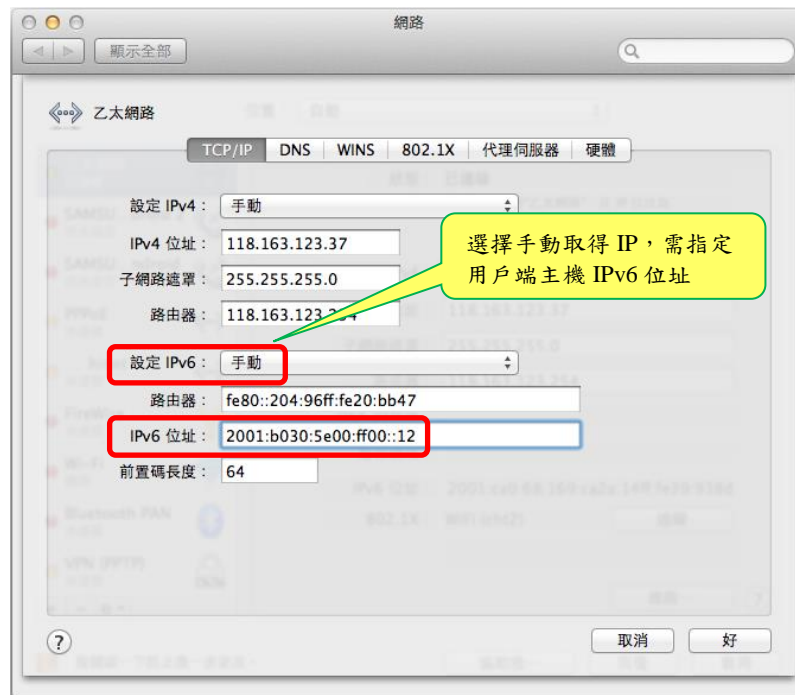 網路
顯示全部
乙太網路
TCP/IP DNS WINS 802.1X 代理伺服器 硬體
設定 IPv4： 手動
IPv4 位址： 118.163.123.37
子網路遮罩： 255.255.255.0
路由器： 118.163.123.254
選擇手動取得 IP，需指定
用戶端主機 IPv6 位址
設定 IPv6： 手動
路由器： fe80::204:96ff:fe20:bb47
IPv6 位址： 2001:b030:5e00:ff00::12
前置碼長度： 64
? 取消 好